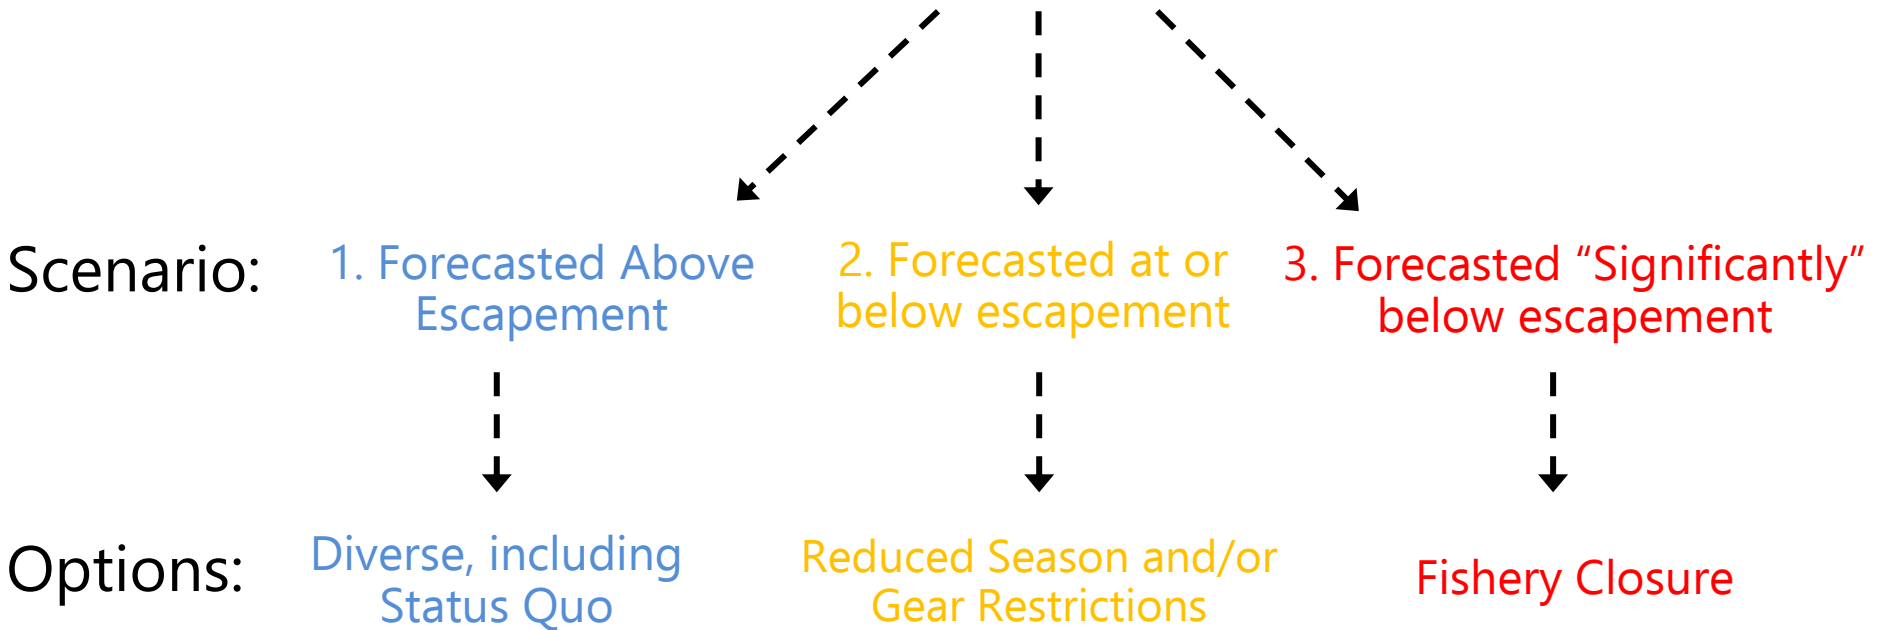 Scenario:
1. Forecasted Above
Escapement
2. Forecasted at or
below escapement
3. Forecasted “Significantly”
below escapement
Options:
Diverse, including
Status Quo
Reduced Season and/or
Gear Restrictions
Fishery Closure